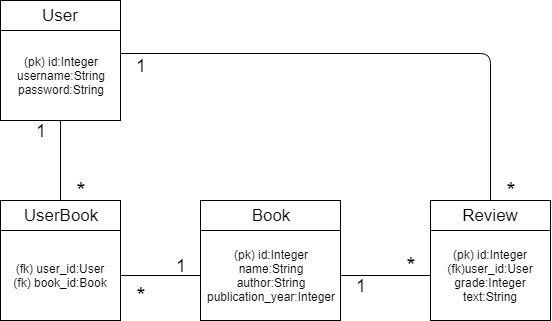 User
(pk) id:Integer
username:String
password:String
1
1
*
*
UserBook
(fk) user_id:User
(fk) book_id:Book
1
*
Book
(pk) id:Integer
name:String
author:String
publication_year:Integer
*
1
Review
(pk) id:Integer
(fk)user_id:User
grade:Integer
text:String